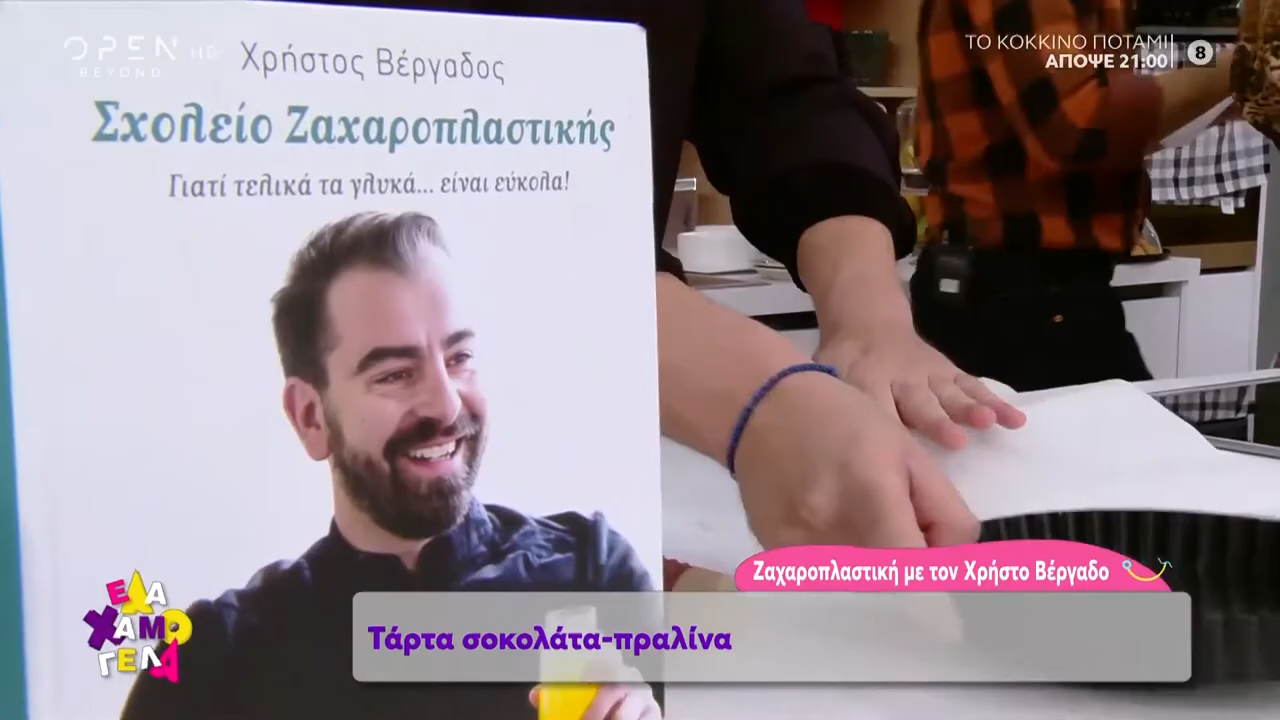 OPEN HD
BEYOND
ΤΟ ΚΟΚΚΙΝΟ ΠΟΤΑΜΙ
ΑΠΟΨΕ 21:00
8
Χρήστος Βέργαδος
Σχολείο Ζαχαροπλαστικής
Γιατί τελικά τα γλυκά... είναι εύκολα!
Ζαχαροπλαστική με τον Χρήστο Βέργαδο
Τάρτα σοκολάτα-πραλίνα
ΕΛΑ
ΧΑΜΟ
ΓΕΛΑ